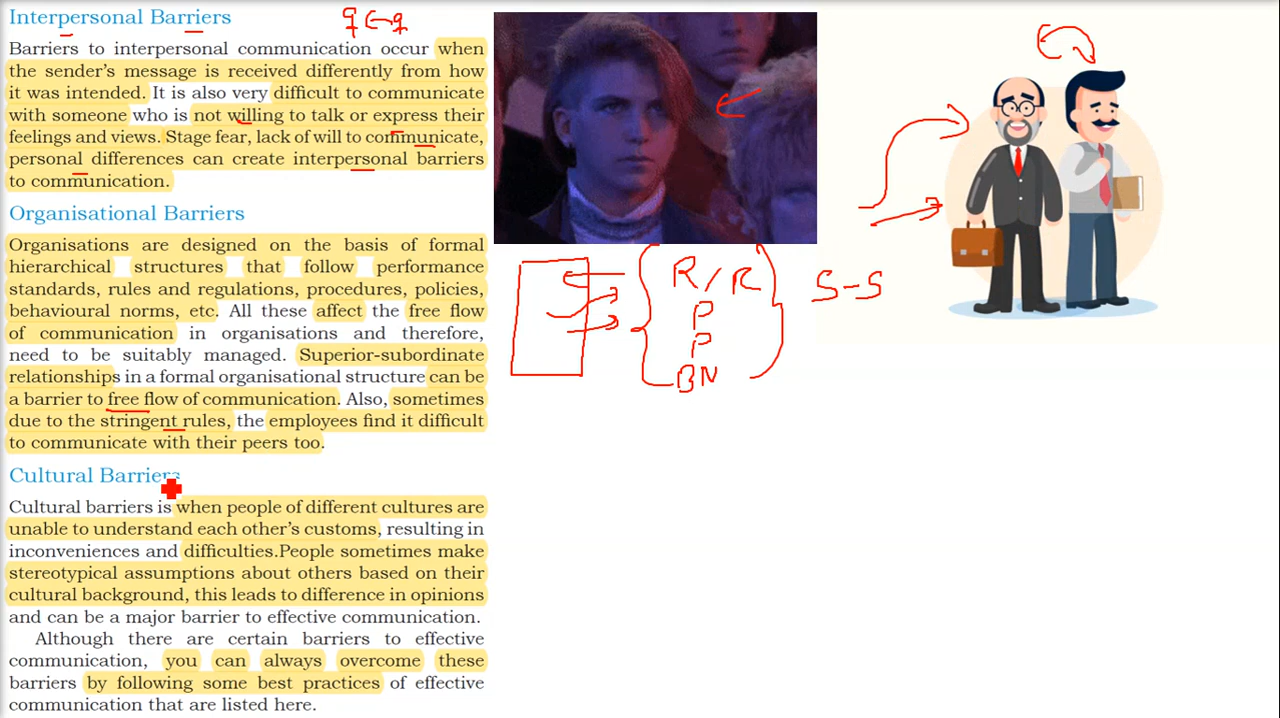 Interpersonal Barriers
Barriers to interpersonal communication occur when
the sender's message is received differently from how
it was intended. It is also very difficult to communicate
with someone who is not willing to talk or express their
feelings and views. Stage fear, lack of will to communicate,
personal differences can create interpersonal barriers
to communication.
Organisational Barriers
Organisations are designed on the basis of formal
hierarchical structures that follow performance
standards, rules and regulations, procedures, policies,
behavioural norms, etc. All these affect the free flow
of communication in organisations and therefore,
need to be suitably managed. Superior-subordinate
relationships in a formal organisational structure can be
a barrier to free flow of communication. Also, sometimes
due to the stringent rules, the employees find it difficult
to communicate with their peers too.
Cultural Barriers
Cultural barriers is when people of different cultures are
unable to understand each other's customs, resulting in
inconveniences and difficulties.People sometimes make
stereotypical assumptions about others based on their
cultural background, this leads to difference in opinions
and can be a major barrier to effective communication.
Although there are certain barriers to effective
communication, you can always overcome these
barriers by following some best practices of effective
communication that are listed here.
R/R
P
P
BN
S-S